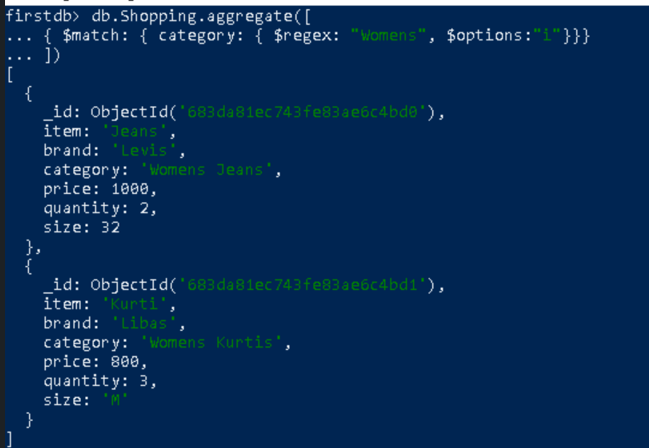 firstdb> db.Shopping.aggregate([
... { $match: { category: { $regex: "Womens", $options:"i"}}}
... ])
[
  {
    _id: ObjectId('683da81ec743fe83ae6c4bd0'),
    item: 'Jeans',
    brand: 'Levis',
    category: 'Womens Jeans',
    price: 1000,
    quantity: 2,
    size: 32
  },
  {
    _id: ObjectId('683da81ec743fe83ae6c4bd1'),
    item: 'Kurti',
    brand: 'Libas',
    category: 'Womens Kurtis',
    price: 800,
    quantity: 3,
    size: 'M'
  }
]